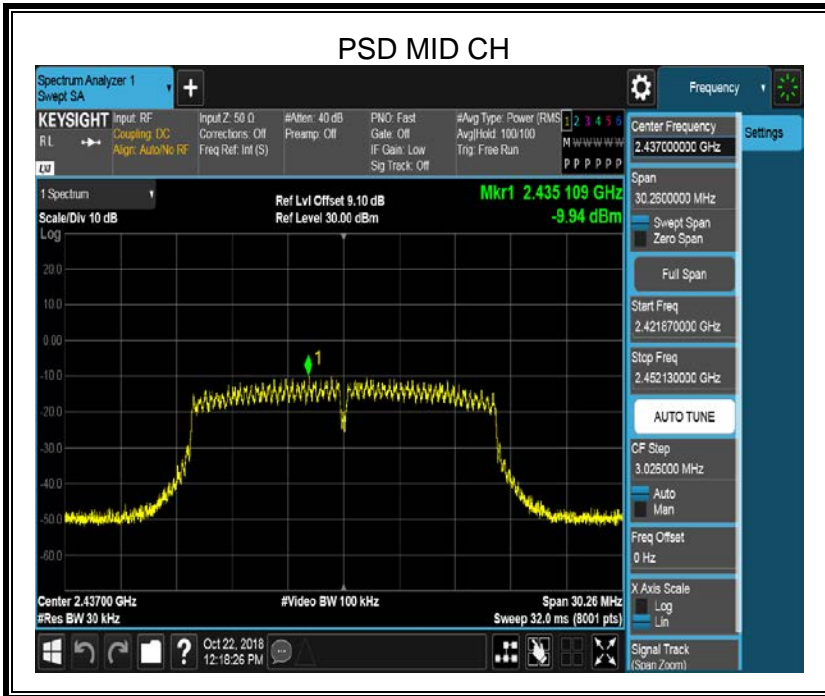 PSD MID CH
Spectrum Analyzer 1
Swept SA
+
Frequency
KEYSIGHT
RL
LXI
Input: RF
Coupling: DC
Align: Auto/No RF
Input Z: 50 Ω
Corrections: Off
Freq Ref: Int (S)
#Atten: 40 dB
Preamp: Off
PNO: Fast
Gate: Off
IF Gain: Low
Sig Track: Off
#Avg Type: Power (RMS
Avg|Hold: 100/100
Trig: Free Run
1 2 3 4 5 6
M W W W W W
P P P P P P
Center Frequency
2.437000000 GHz
Settings
Span
30.2600000 MHz
Swept Span
Zero Span
Full Span
Start Freq
2.421870000 GHz
Stop Freq
2.452130000 GHz
AUTO TUNE
CF Step
3.026000 MHz
Auto
Man
Freq Offset
0 Hz
X Axis Scale
Log
Lin
Signal Track
(Span Zoom)
1 Spectrum
Scale/Div 10 dB
Ref Lvl Offset 9.10 dB
Ref Level 30.00 dBm
Mkr1 2.435 109 GHz
-9.94 dBm
Log
20.0
10.0
0.00
-10.0
-20.0
-30.0
-40.0
-50.0
-60.0
1
Center 2.43700 GHz
#Res BW 30 kHz
#Video BW 100 kHz
Span 30.26 MHz
Sweep 32.0 ms (8001 pts)
?
Oct 22, 2018
12:18:26 PM